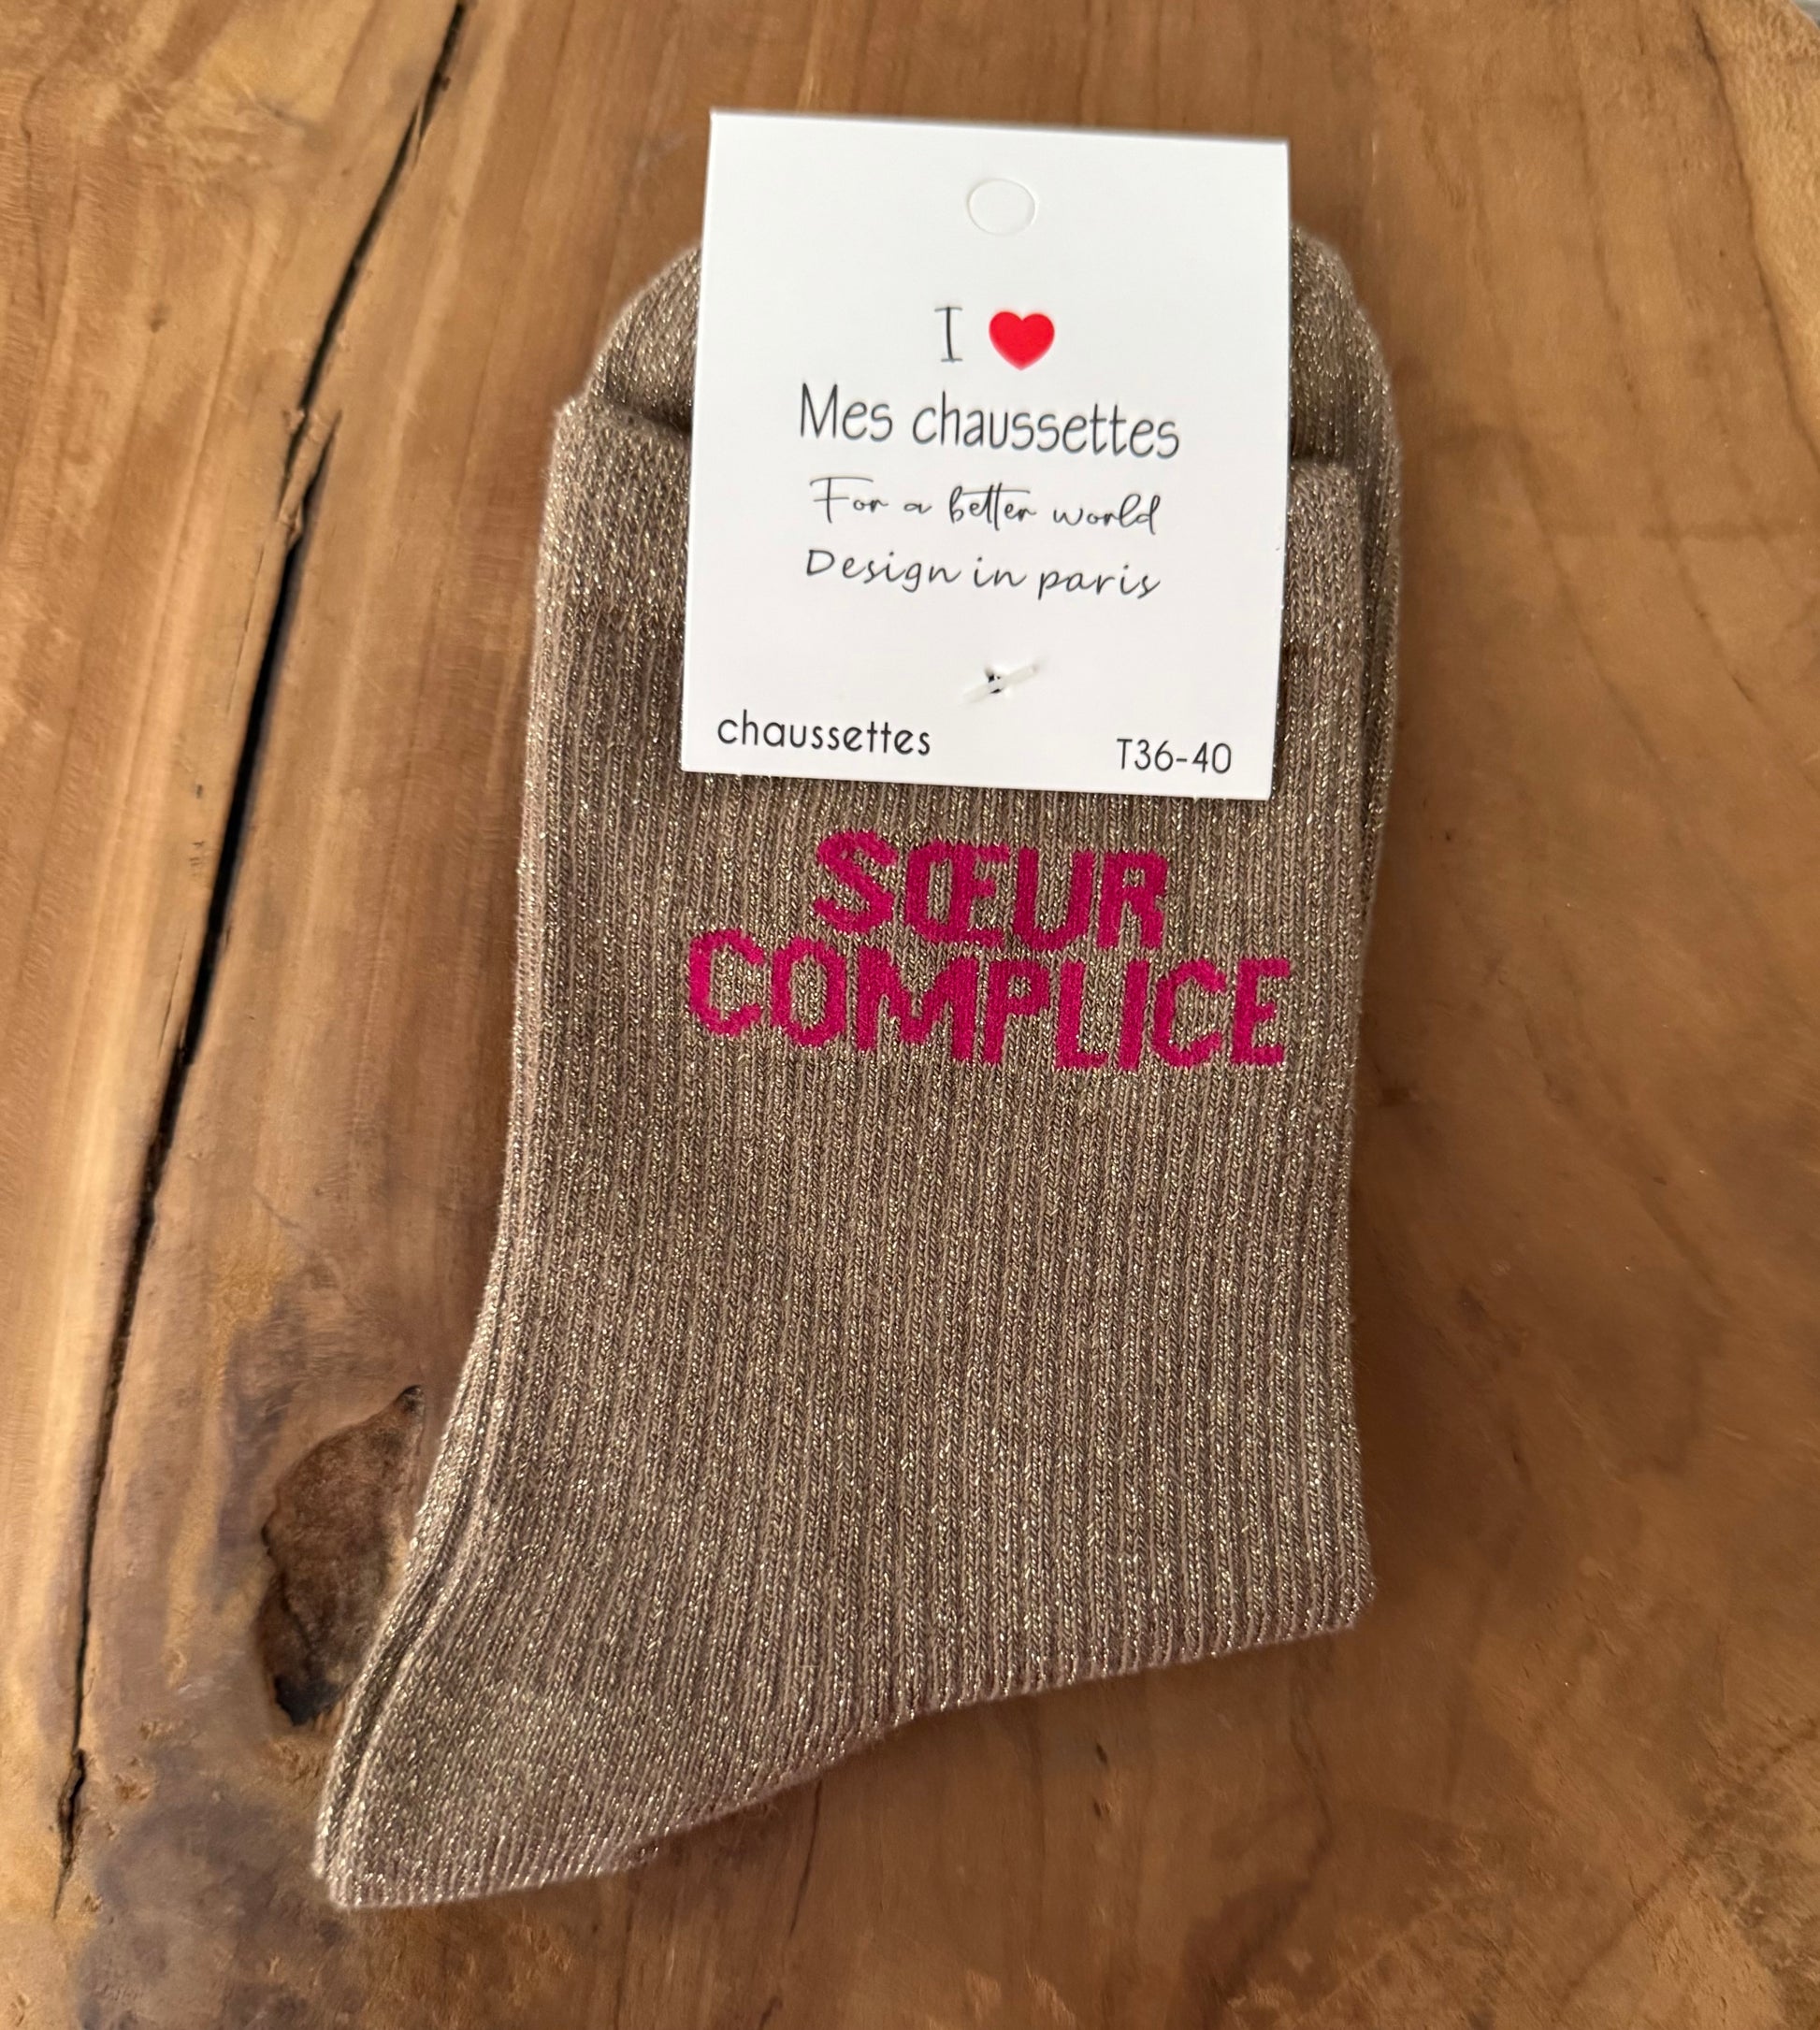 I ❤
Mes chaussettes
For a better world
Design in paris
chaussettes T36-40
SŒUR
COMPLICE